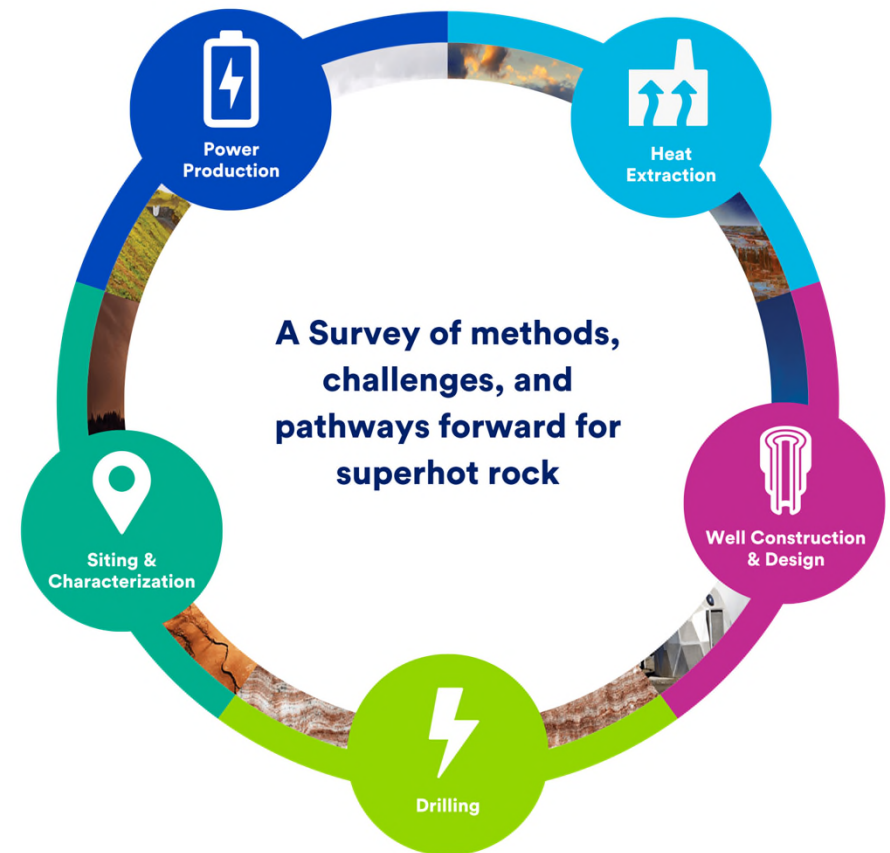 Power
Production
Heat
Extraction
A Survey of methods,
challenges, and
pathways forward for
superhot rock
Siting &
Characterization
Well Construction
& Design
Drilling